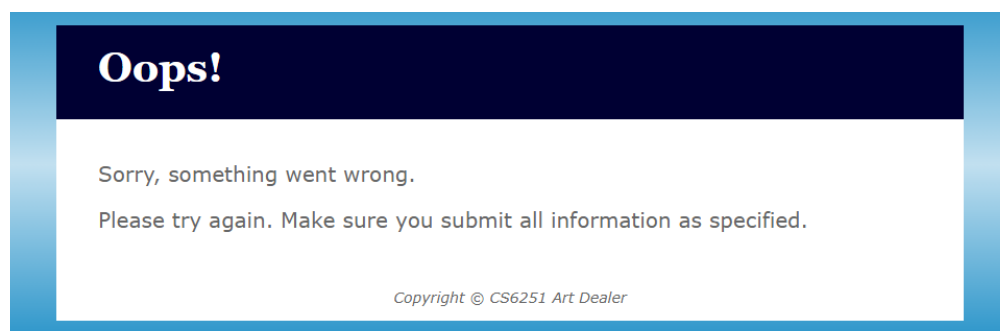 Oops!
Sorry, something went wrong.
Please try again. Make sure you submit all information as specified.
Copyright © CS6251 Art Dealer